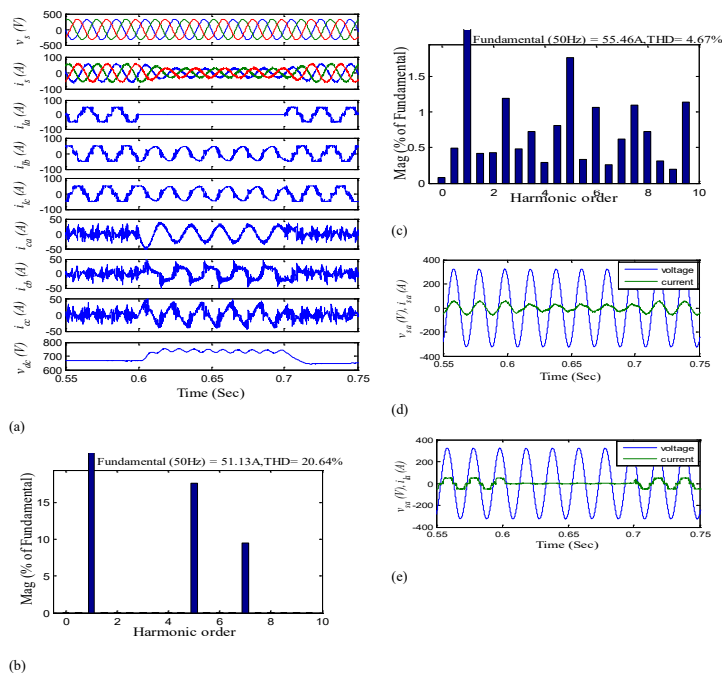 500
0
-500
v_s (V)
100
0
-100
i_s (A)
100
0
-100
i_la (A)
100
0
-100
i_lb (A)
100
0
-100
i_lc (A)
50
0
-50
i_ca (A)
50
0
-50
i_cb (A)
50
0
-50
i_cc (A)
800
700
600
v_dc (V)
0.55 0.6 0.65 0.7 0.75
Time (Sec)
(a)
Fundamental (50Hz) = 51.13A,THD= 20.64%
Mag (% of Fundamental)
15
10
5
0
0 2 4 6 8 10
Harmonic order
(b)
Fundamental (50Hz) = 55.46A,THD= 4.67%
Mag (% of Fundamental)
1.5
1
0.5
0
0 2 4 6 8 10
Harmonic order
(c)
400
200
0
-200
-400
v_sa (V), i_sa (A)
voltage
current
0.55 0.6 0.65 0.7 0.75
Time (Sec)
(d)
400
200
0
-200
-400
v_sa (V), i_la (A)
voltage
current
0.55 0.6 0.65 0.7 0.75
Time (Sec)
(e)